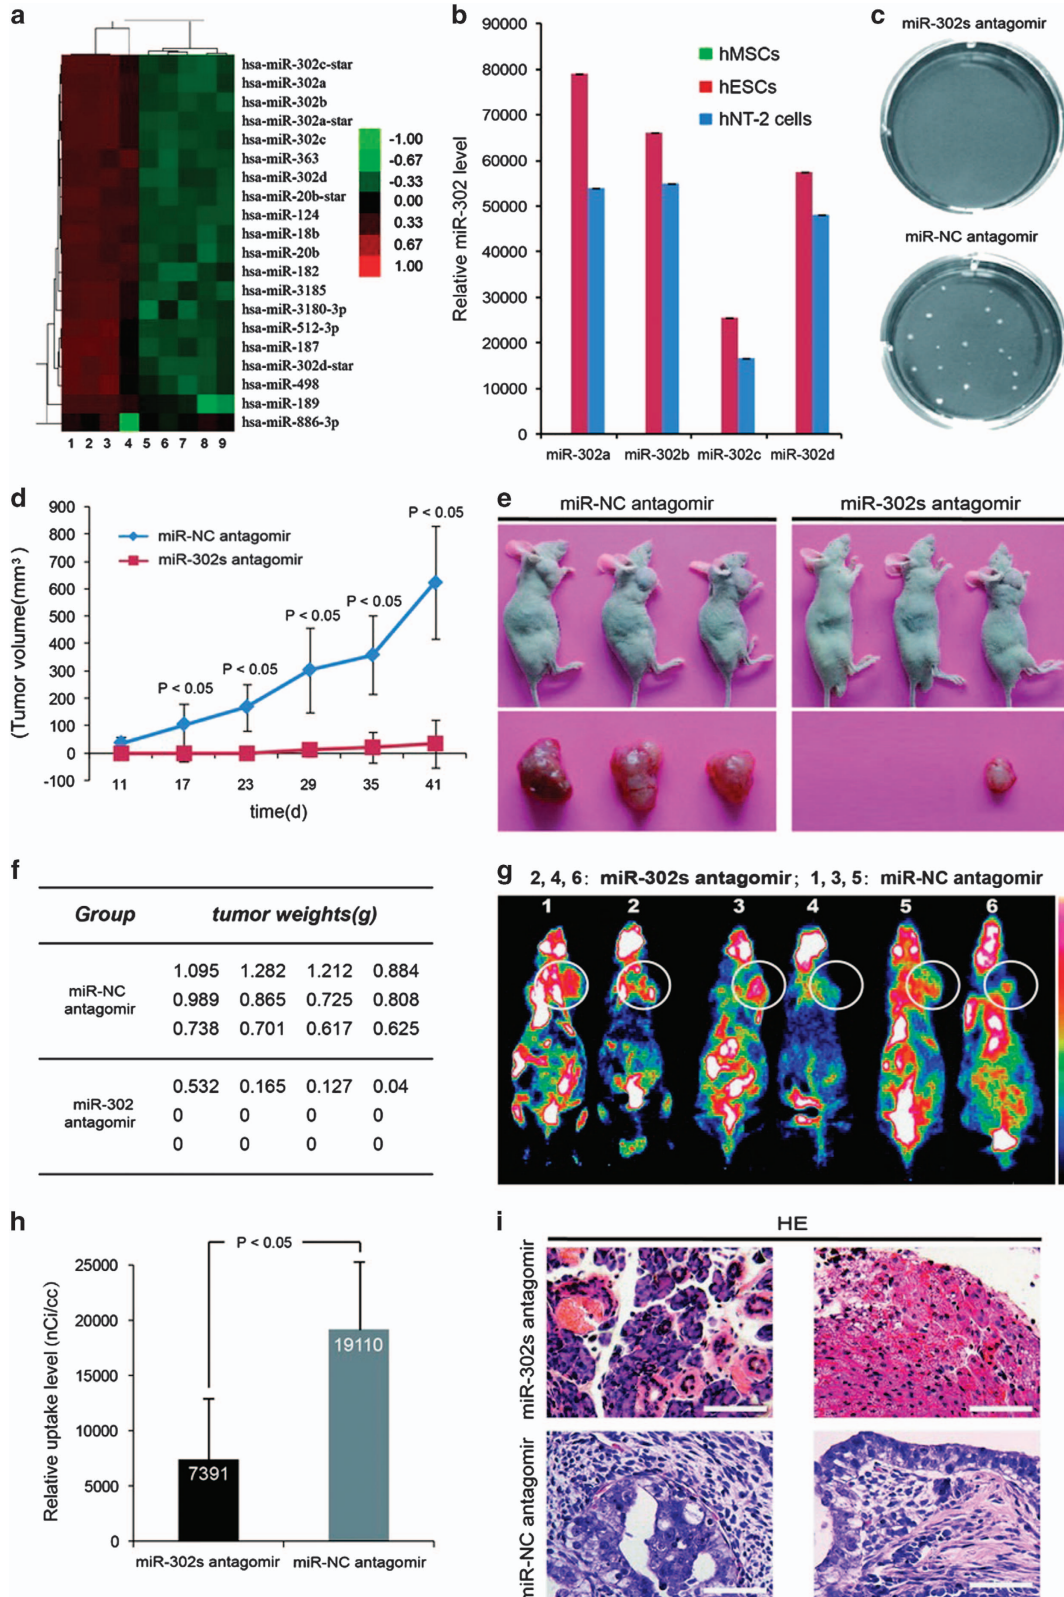 a
hsa-miR-302c-star
hsa-miR-302a
hsa-miR-302b
hsa-miR-302a-star
hsa-miR-302c
hsa-miR-363
hsa-miR-302d
hsa-miR-20b-star
hsa-miR-124
hsa-miR-18b
hsa-miR-20b
hsa-miR-182
hsa-miR-3185
hsa-miR-3180-3p
hsa-miR-512-3p
hsa-miR-187
hsa-miR-302d-star
hsa-miR-498
hsa-miR-189
hsa-miR-886-3p
-1.00
-0.67
-0.33
0.00
0.33
0.67
1.00
1 2 3 4 5 6 7 8 9
b
Relative miR-302 level
90000
80000
70000
60000
50000
40000
30000
20000
10000
0
hMSCs
hESCs
hNT-2 cells
miR-302a miR-302b miR-302c miR-302d
c
miR-302s antagomir
miR-NC antagomir
d
(Tumor volume(mm³)
900
800
700
600
500
400
300
200
100
0
-100
miR-NC antagomir
miR-302s antagomir
P < 0.05
P < 0.05
P < 0.05
P < 0.05
P < 0.05
11 17 23 29 35 41
time(d)
e
miR-NC antagomir
miR-302s antagomir
f
Group tumor weights(g)
miR-NC antagomir
1.095 1.282 1.212 0.884
0.989 0.865 0.725 0.808
0.738 0.701 0.617 0.625
miR-302 antagomir
0.532 0.165 0.127 0.04
0 0 0 0
0 0 0 0
g
2, 4, 6: miR-302s antagomir; 1, 3, 5: miR-NC antagomir
1 2 3 4 5 6
h
Relative uptake level (nCi/cc)
25000
20000
15000
10000
5000
0
P < 0.05
7391
19110
miR-302s antagomir miR-NC antagomir
i
HE
miR-302s antagomir
miR-NC antagomir